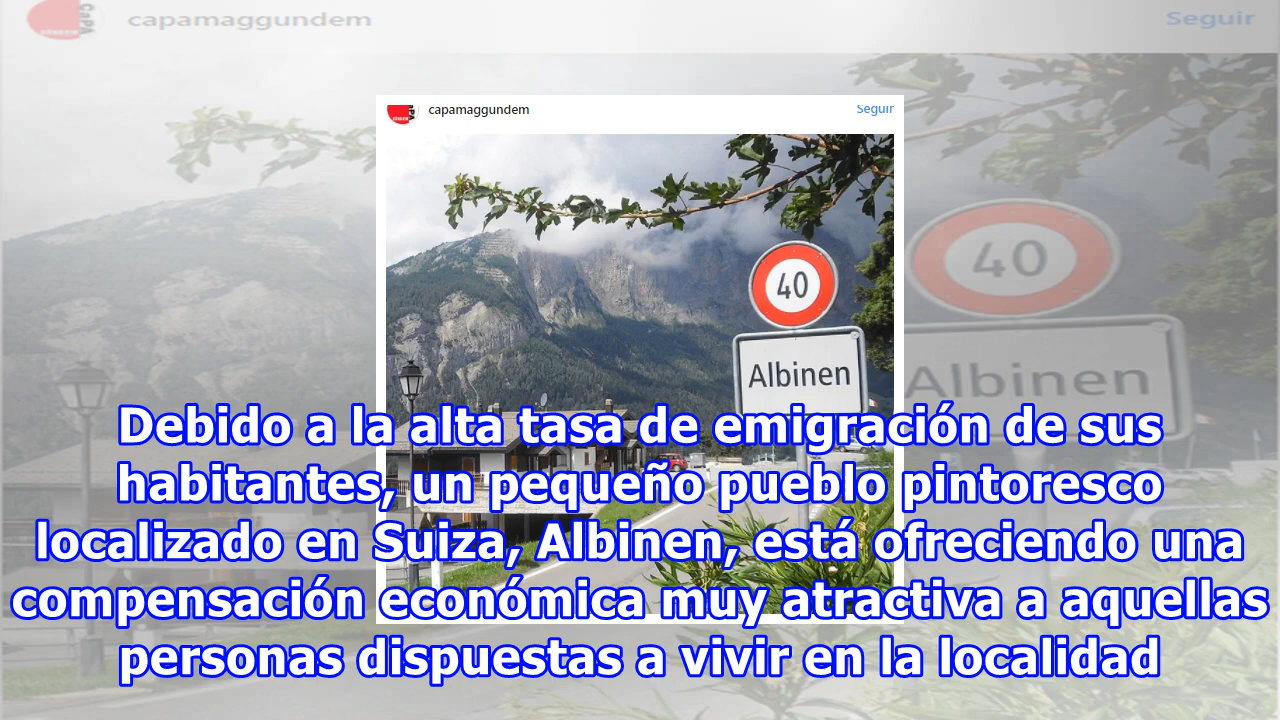 capamaggundem
Seguir
capamaggundem
Seguir
40
40
Albinen
Albinen
Debido a la alta tasa de emigración de sus
habitantes, un pequeño pueblo pintoresco
localizado en Suiza, Albinen, está ofreciendo una
compensación económica muy atractiva a aquellas
personas dispuestas a vivir en la localidad